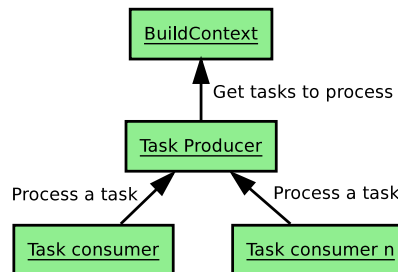 BuildContext
Get tasks to process
Task Producer
Process a task
Process a task
Task consumer
Task consumer n